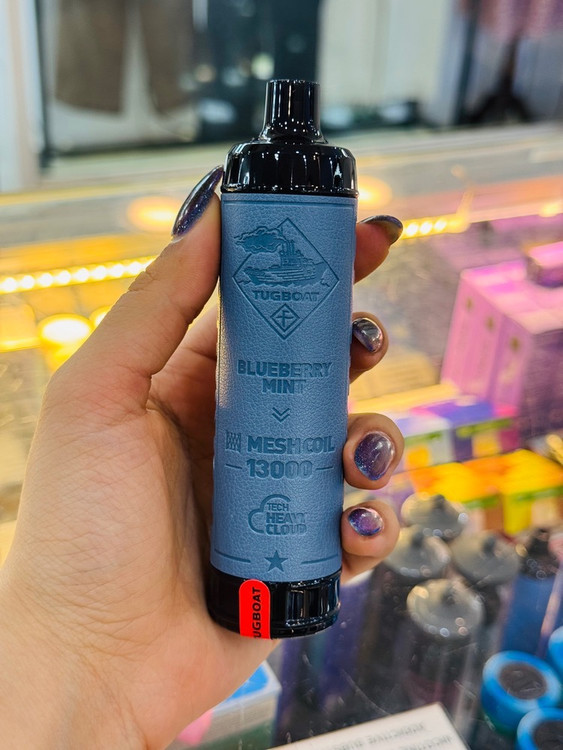 TUGBOAT
BLUEBERRY
MINT
MESH COIL
13000
TECH
HEAVY
CLOUD
TUGBOAT